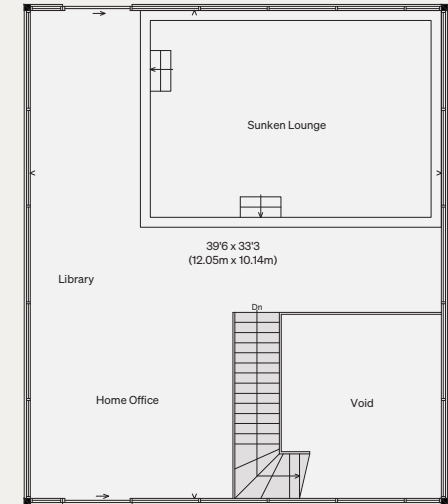 Sunken Lounge
39'6 x 33'3
(12.05m x 10.14m)
Library
Dn
Home Office
Void